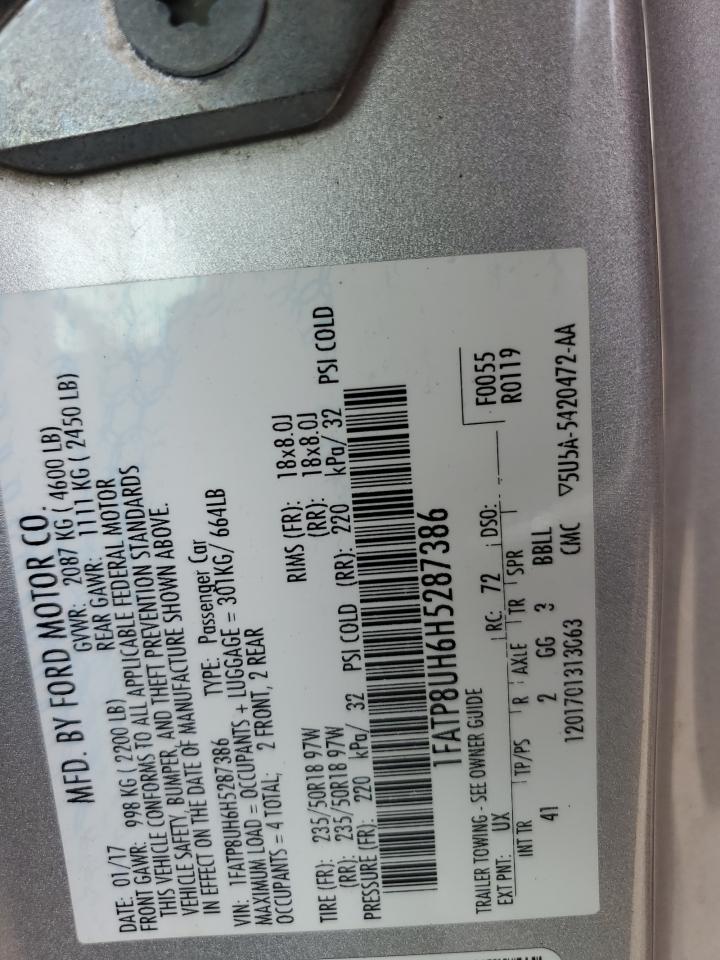 MFD. BY FORD MOTOR CO.
DATE: 01/17 GVWR: 2087 KG ( 4600 LB)
FRONT GAWR: 998 KG ( 2200 LB) REAR GAWR: 1111 KG ( 2450 LB)
THIS VEHICLE CONFORMS TO ALL APPLICABLE FEDERAL MOTOR
VEHICLE SAFETY, BUMPER, AND THEFT PREVENTION STANDARDS
IN EFFECT ON THE DATE OF MANUFACTURE SHOWN ABOVE.
VIN: 1FATP8UH6H5287386 TYPE: Passenger Car
MAXIMUM LOAD = OCCUPANTS + LUGGAGE = 301KG/ 664LB
OCCUPANTS = 4 TOTAL; 2 FRONT, 2 REAR
TIRE (FR): 235/50R18 97W RIMS (FR): 18x8.0J
(RR): 235/50R18 97W (RR): 18x8.0J
PRESSURE (FR): 220 kPa/ 32 PSI COLD (RR): 220 kPa/ 32 PSI COLD
1FATP8UH6H5287386
TRAILER TOWING - SEE OWNER GUIDE
EXT PNT: UX RC: 72 DSO: F0055
INT TR TP/PS R AXLE TR SPR R0119
41 2 GG 3 BBLL
1201701313063 CMC ▽5U5A-5420472-AA